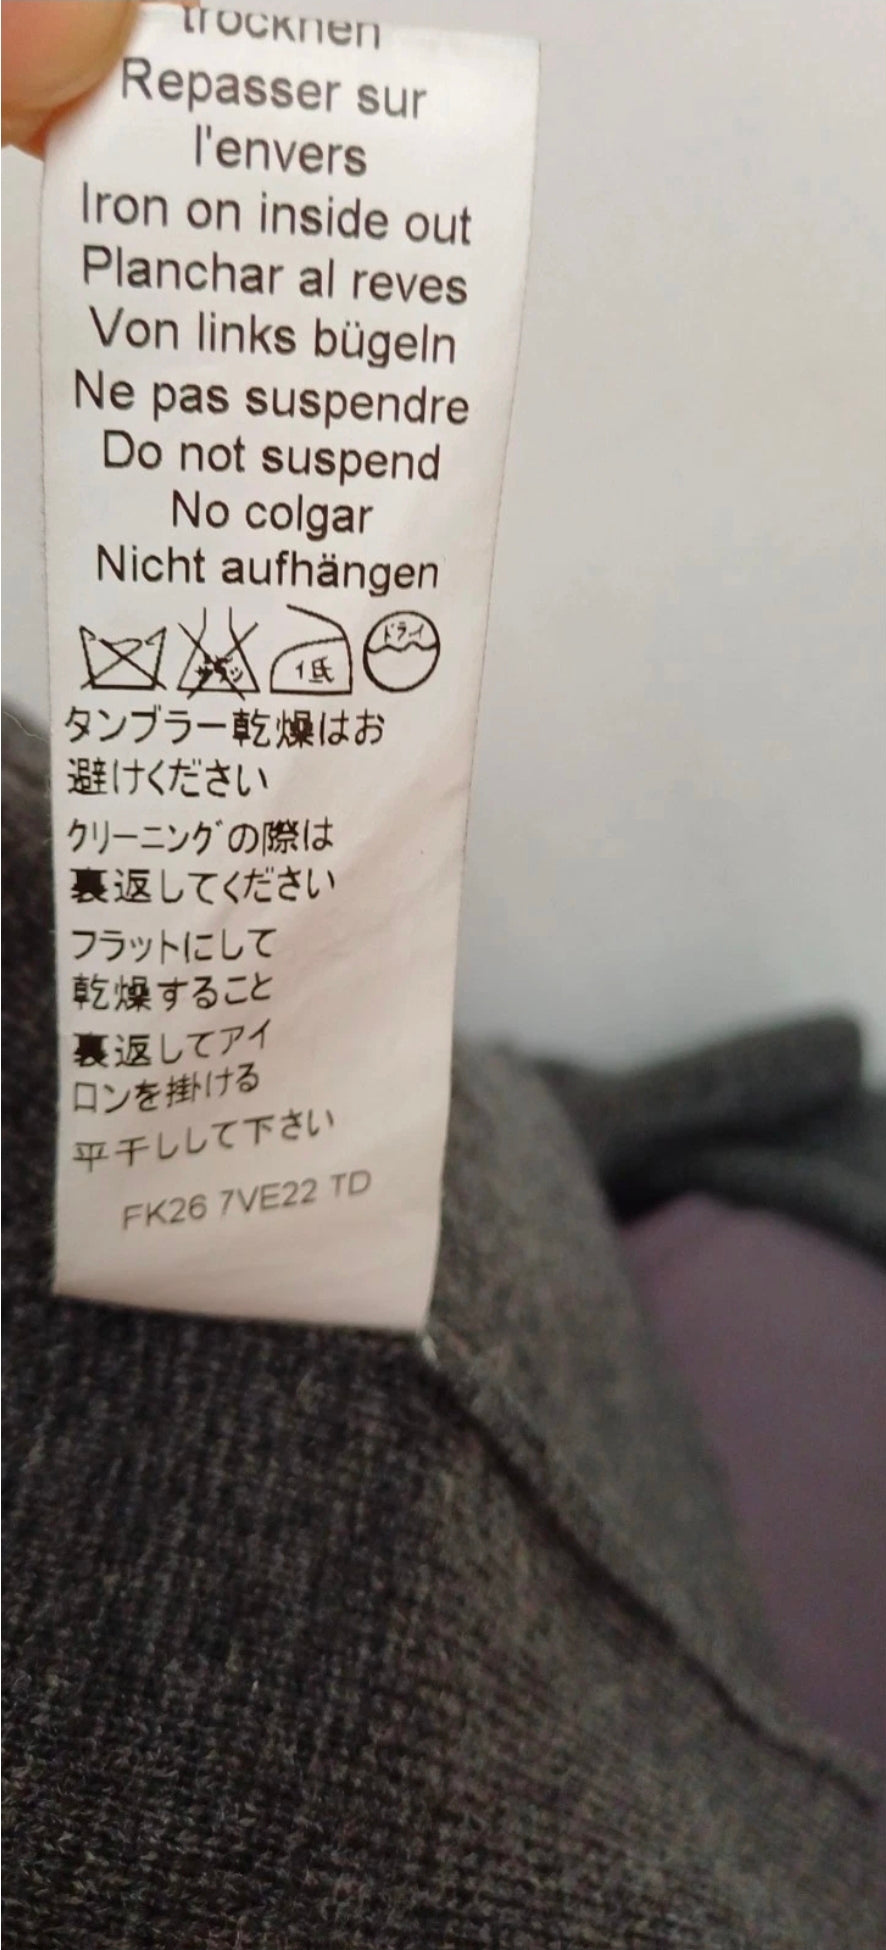 trocknen
Repasser sur
l'envers
Iron on inside out
Planchar al reves
Von links bügeln
Ne pas suspendre
Do not suspend
No colgar
Nicht aufhängen
ドライ
低
タンブラー乾燥はお
避けください
クリーニングの際は
裏返してください
フラットにして
乾燥すること
裏返してアイ
ロンを掛ける
平干しして下さい
FK26 7VE22 TD